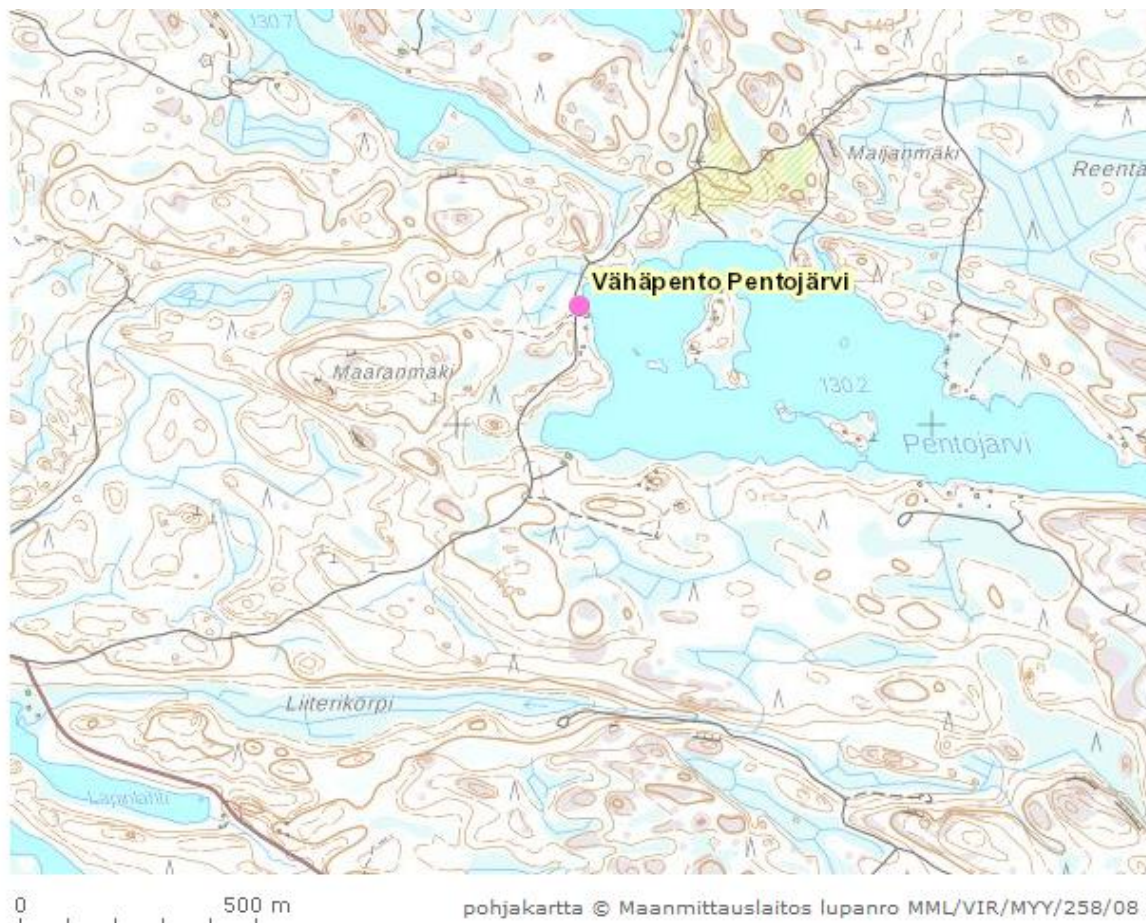 130.7
Maijanmäki
Reenta
Vähäpento Pentojärvi
Maaranmäki
130.2
Pentojärvi
Liiterikorpi
Lapinlahti
0 500 m
pohjakartta © Maanmittauslaitos lupanro MML/VIR/MYY/258/08